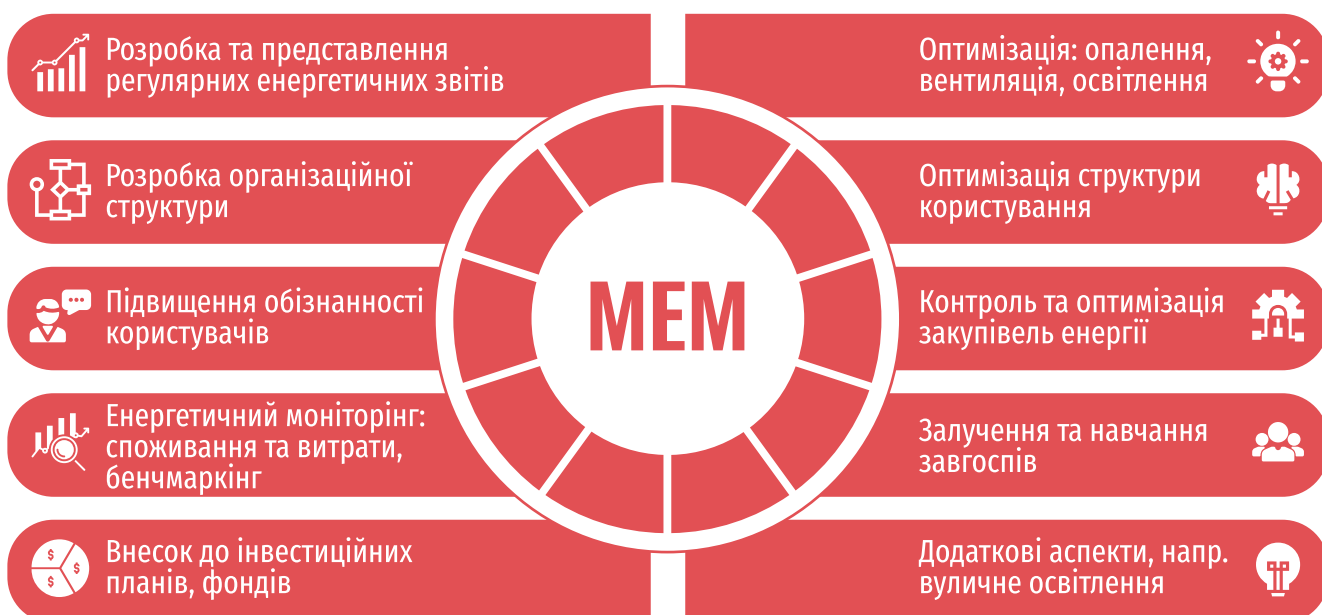 Розробка та представлення
регулярних енергетичних звітів
Розробка організаційної
структури
Підвищення обізнанності
користувачів
Енергетичний моніторінг:
споживання та витрати,
бенчмаркінг
Внесок до інвестиційних
планів, фондів
МЕМ
Оптимізація: опалення,
вентиляція, освітлення
Оптимізація структури
користування
Контроль та оптимізація
закупівель енергії
Залучення та навчання
завгоспів
Додаткові аспекти, напр.
вуличне освітлення